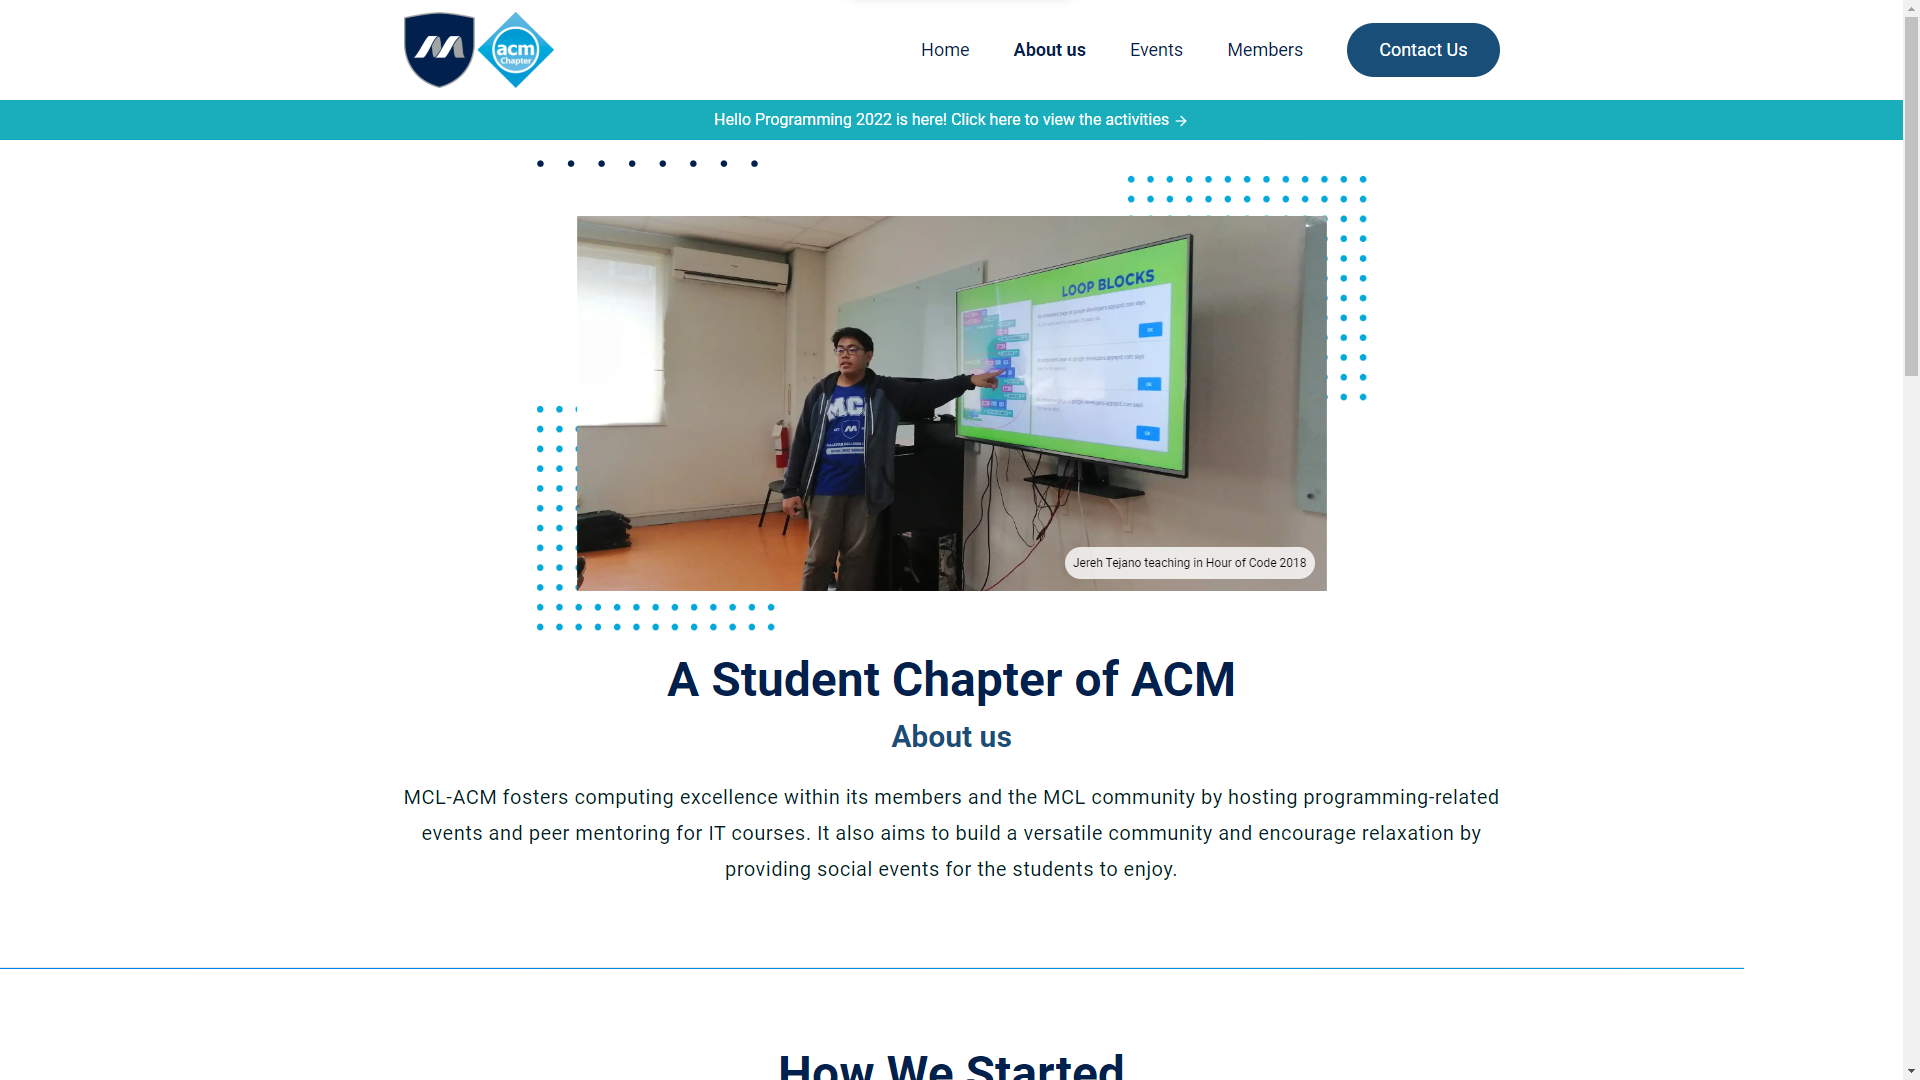 acm
Chapter
Home
About us
Events
Members
Contact Us
Hello Programming 2022 is here! Click here to view the activities →
LOOP BLOCKS
MCL
Jereh Tejano teaching in Hour of Code 2018
A Student Chapter of ACM
About us
MCL-ACM fosters computing excellence within its members and the MCL community by hosting programming-related
events and peer mentoring for IT courses. It also aims to build a versatile community and encourage relaxation by
providing social events for the students to enjoy.
How We Started